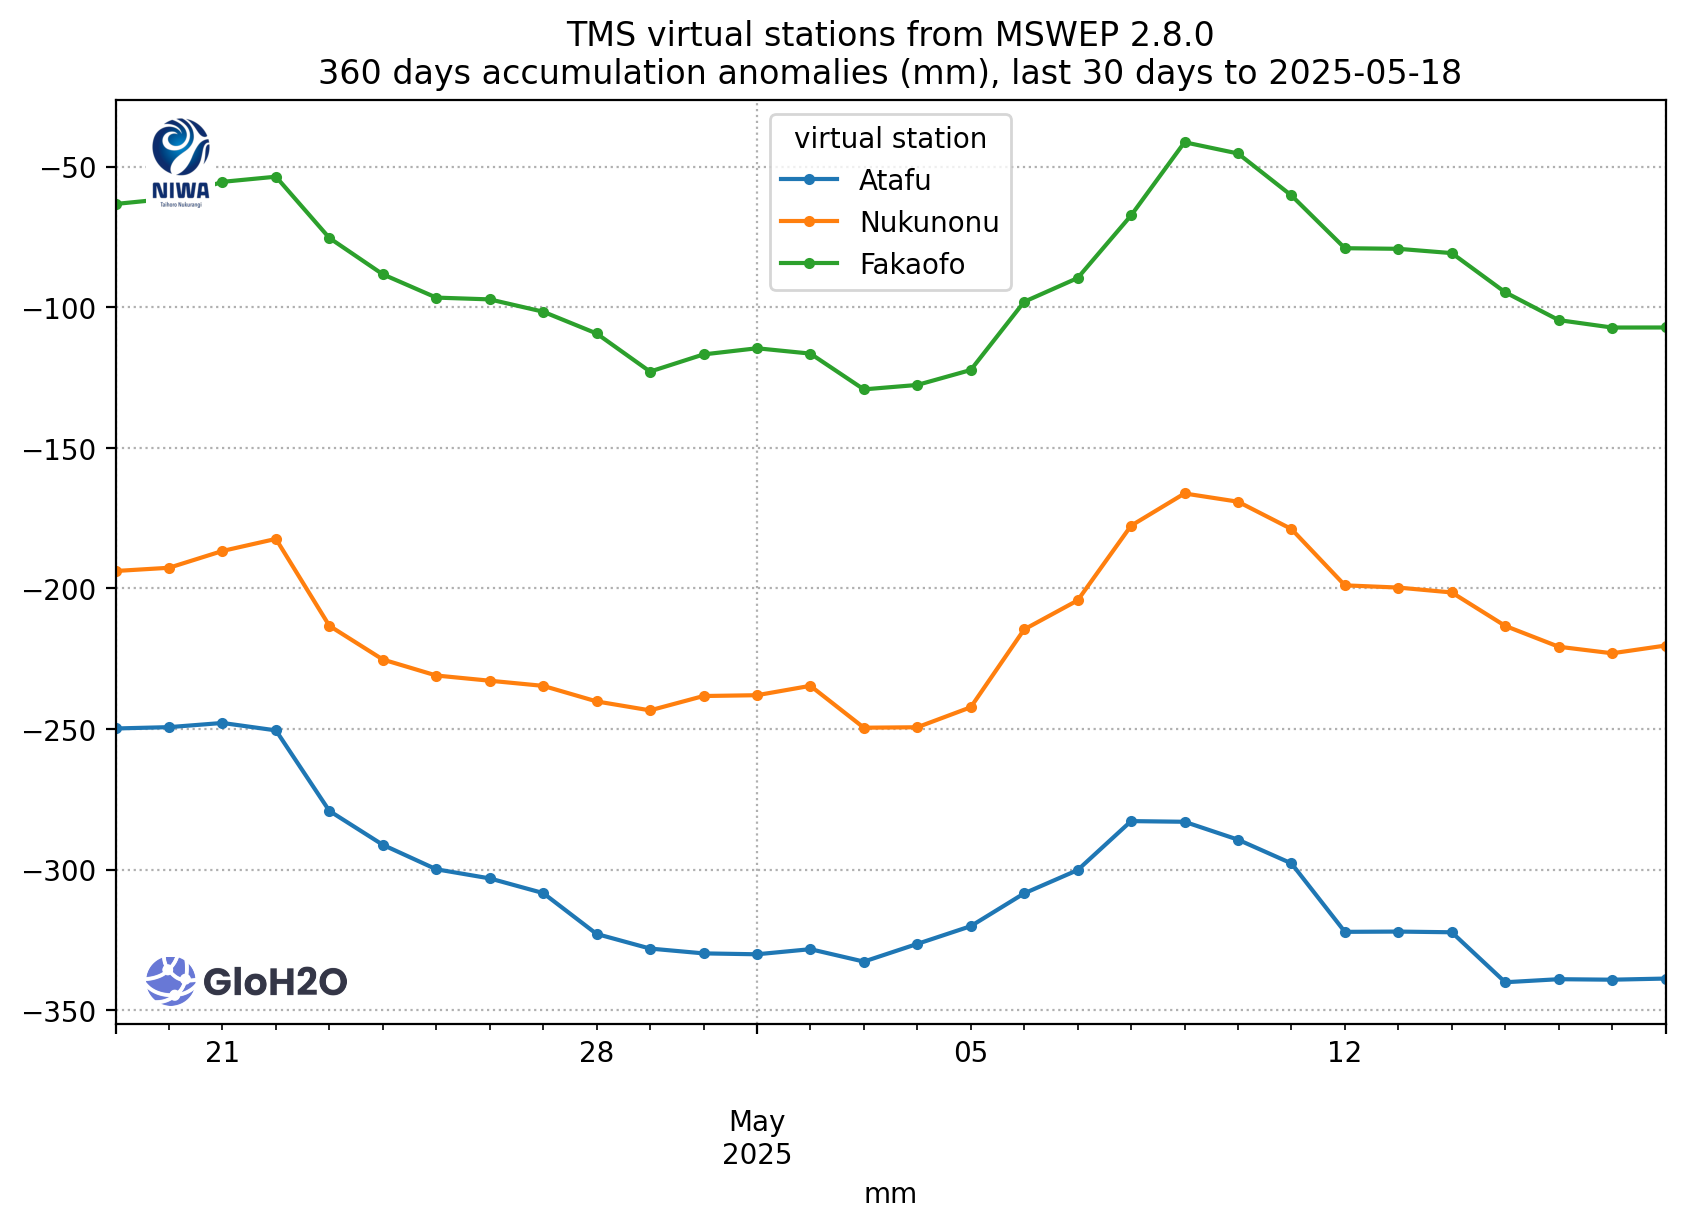 TMS virtual stations from MSWEP 2.8.0
360 days accumulation anomalies (mm), last 30 days to 2025-05-18
NIWA
Taihoro Nukurangi
virtual station
Atafu
Nukunonu
Fakaofo
−50
−100
−150
−200
−250
−300
−350
GloH2O
21
28
05
12
May
2025
mm